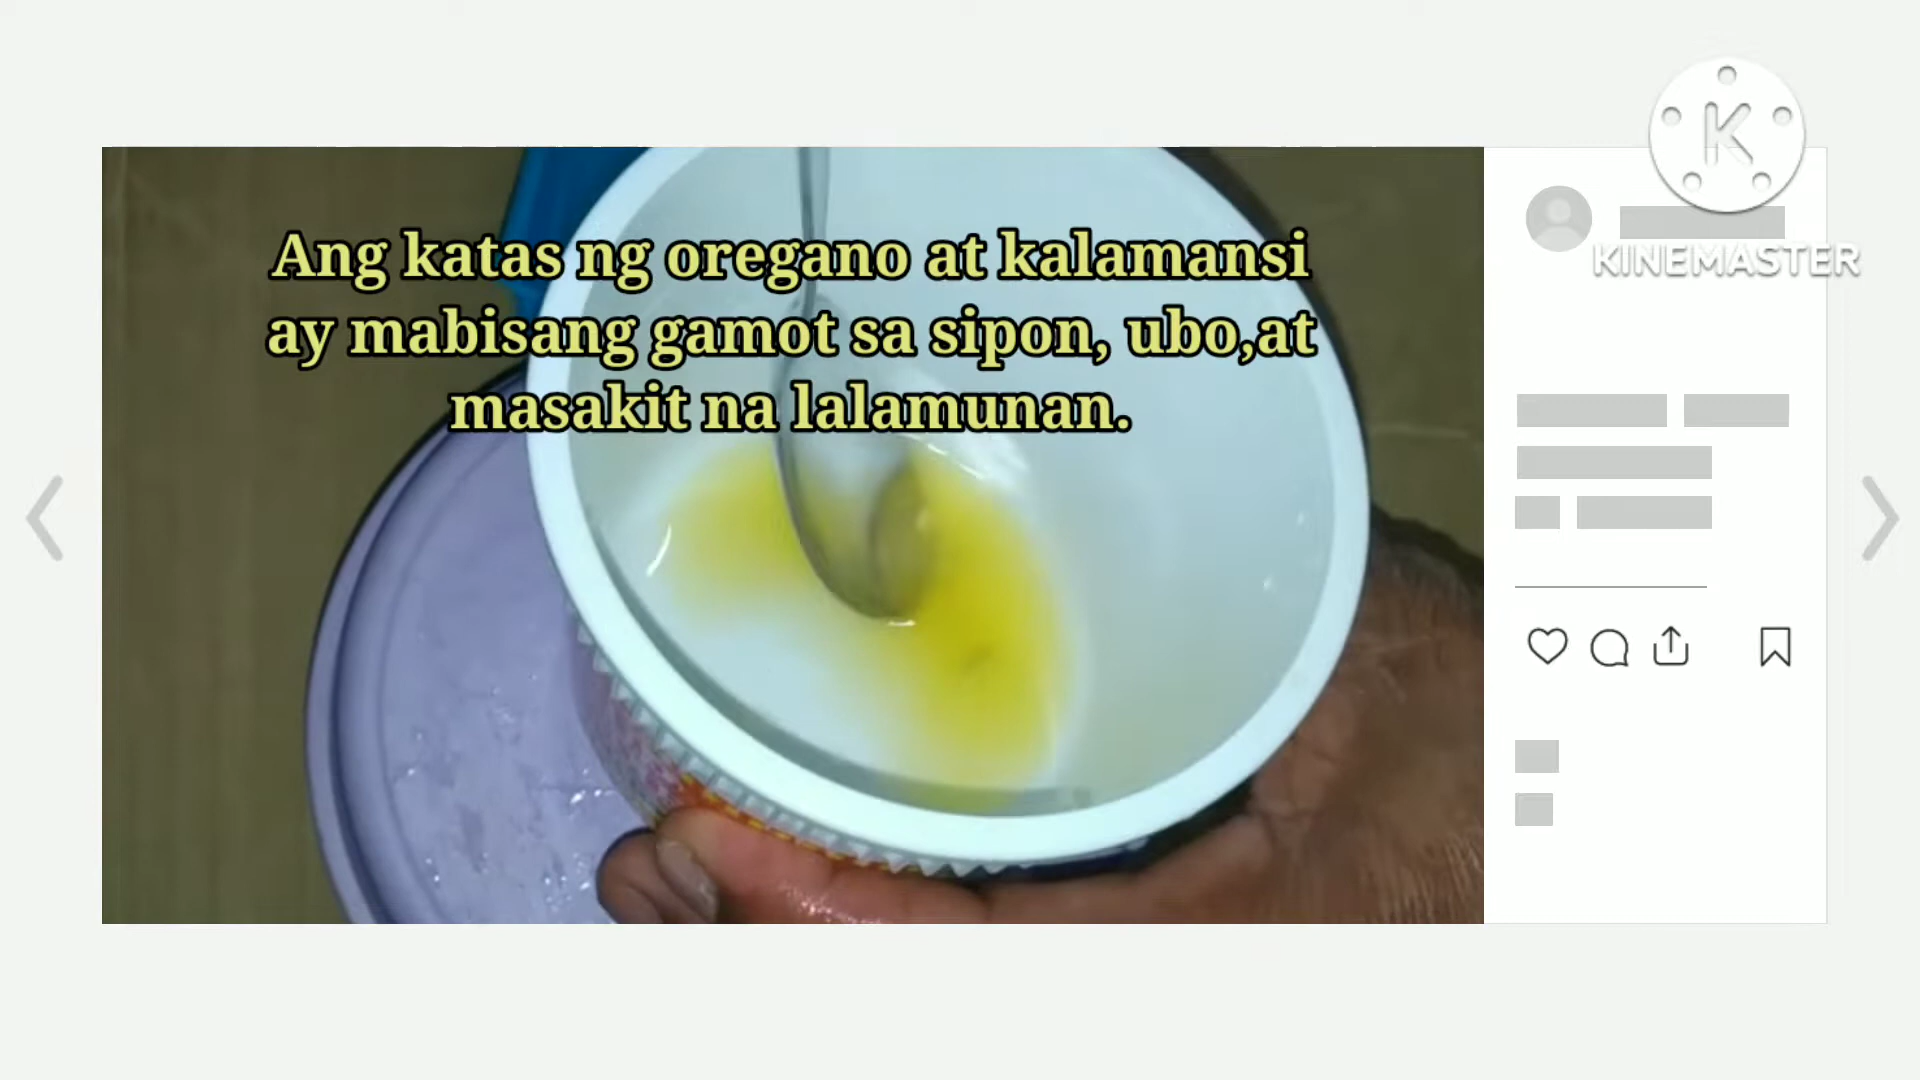 Ang katas ng oregano at kalamansi
ay mabisang gamot sa sipon, ubo,at
masakit na lalamunan.
K
KINEMASTER